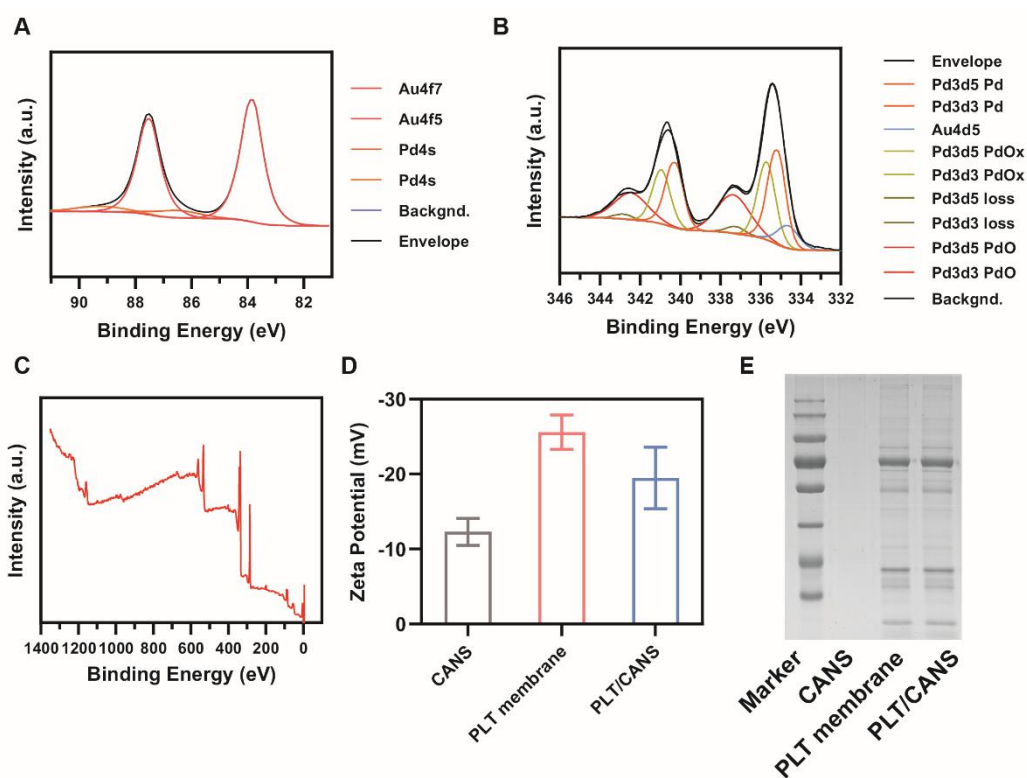 A
Intensity (a.u.)
90 88 86 84 82
Binding Energy (eV)
Au4f7
Au4f5
Pd4s
Pd4s
Backgnd.
Envelope
B
Intensity (a.u.)
346 344 342 340 338 336 334 332
Binding Energy (eV)
Envelope
Pd3d5 Pd
Pd3d3 Pd
Au4d5
Pd3d5 PdOx
Pd3d3 PdOx
Pd3d5 loss
Pd3d3 loss
Pd3d5 PdO
Pd3d3 PdO
Backgnd.
C
Intensity (a.u.)
1400 1200 1000 800 600 400 200 0
Binding Energy (eV)
D
Zeta Potential (mV)
-30
-20
-10
0
CANS
PLT membrane
PLT/CANS
E
Marker
CANS
PLT membrane
PLT/CANS